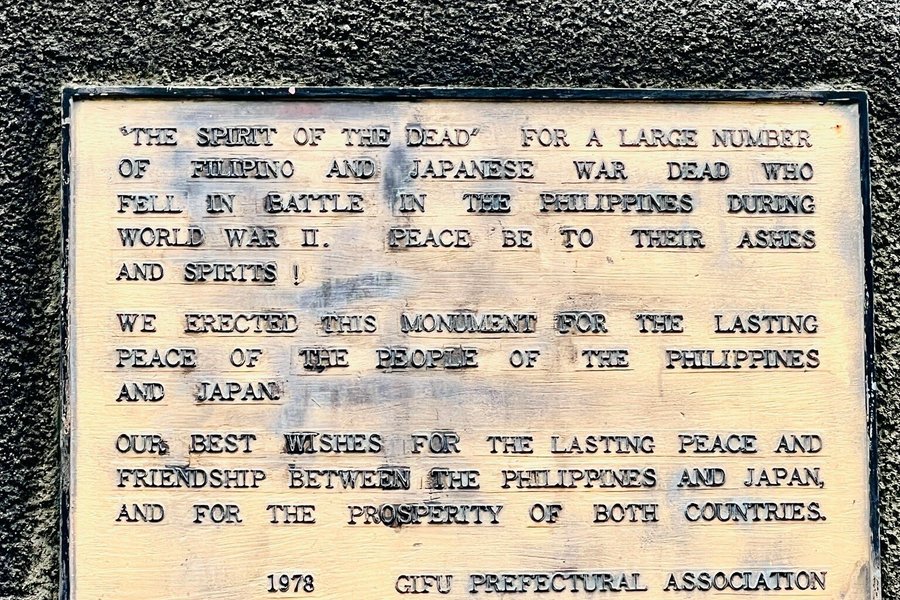 "THE SPIRIT OF THE DEAD" FOR A LARGE NUMBER
OF FILIPINO AND JAPANESE WAR DEAD WHO
FELL IN BATTLE IN THE PHILIPPINES DURING
WORLD WAR II. PEACE BE TO THEIR ASHES
AND SPIRITS!
WE ERECTED THIS MONUMENT FOR THE LASTING
PEACE OF THE PEOPLE OF THE PHILIPPINES
AND JAPAN.
OUR BEST WISHES FOR THE LASTING PEACE AND
FRIENDSHIP BETWEEN THE PHILIPPINES AND JAPAN,
AND FOR THE PROSPERITY OF BOTH COUNTRIES.
1978 GIFU PREFECTURAL ASSOCIATION